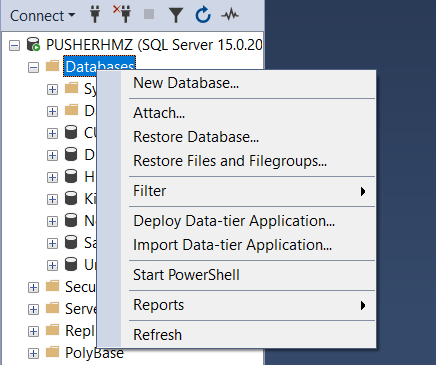 Connect
PUSHERHMZ (SQL Server 15.0.20
Databases
New Database...
Attach...
Restore Database...
Restore Files and Filegroups...
Filter
Deploy Data-tier Application...
Import Data-tier Application...
Start PowerShell
Reports
Refresh
Sy
D
CU
D
H
Ki
No
Sa
Un
Secu
Serve
Repl
PolyBase